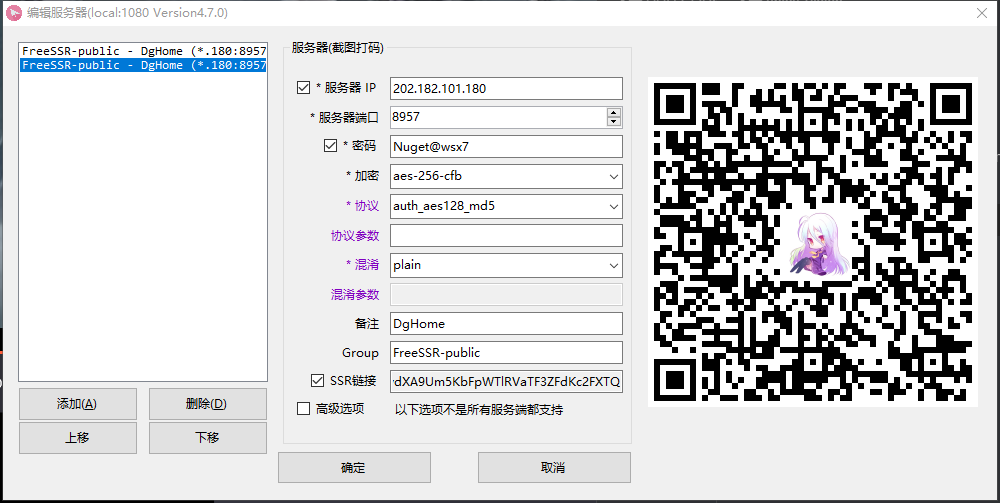 编辑服务器(local:1080 Version4.7.0)
FreeSSR-public - DgHome (*.180:8957
FreeSSR-public - DgHome (*.180:8957
添加(A)
删除(D)
上移
下移
服务器(截图打码)
* 服务器 IP
202.182.101.180
* 服务器端口
8957
* 密码
Nuget@wsx7
* 加密
aes-256-cfb
* 协议
auth_aes128_md5
协议参数
* 混淆
plain
混淆参数
备注
DgHome
Group
FreeSSR-public
SSR链接
dXA9Um5KbFpWTlRVaTF3ZFdKc2FXTQ
高级选项
以下选项不是所有服务端都支持
确定
取消